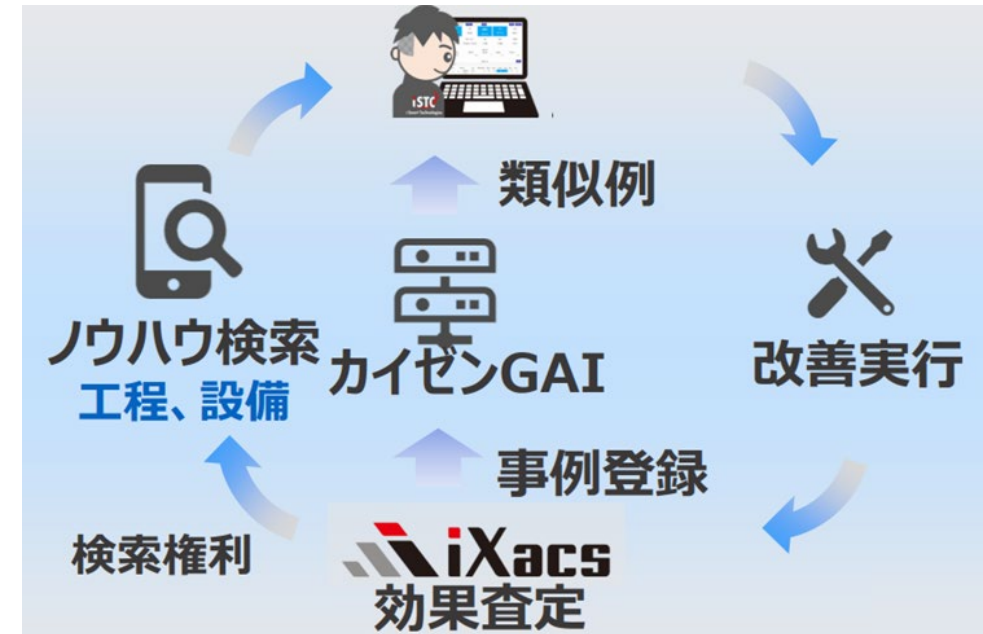 iSTC
類似例
ノウハウ検索
工程、設備
カイゼンGAI
改善実行
事例登録
検索権利
iXacs
効果査定